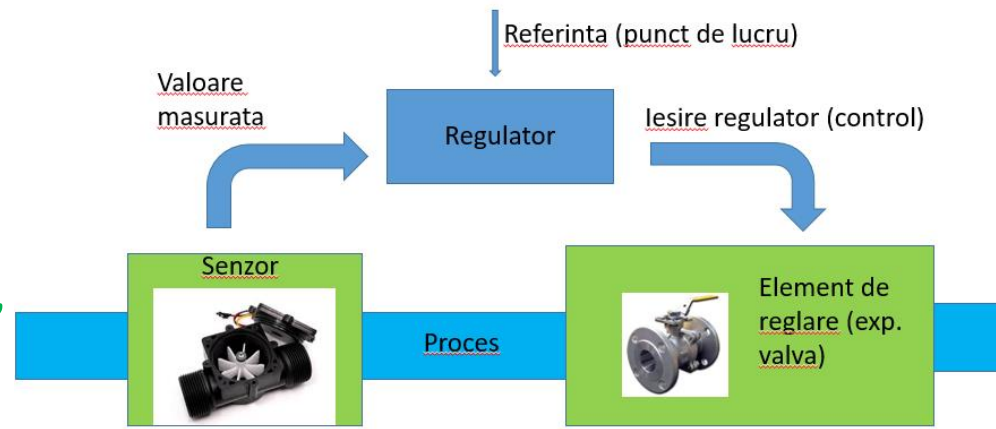 Referinta (punct de lucru)
Valoare
masurata
Regulator
Iesire regulator (control)
Senzor
Proces
Element de
reglare (exp.
valva)